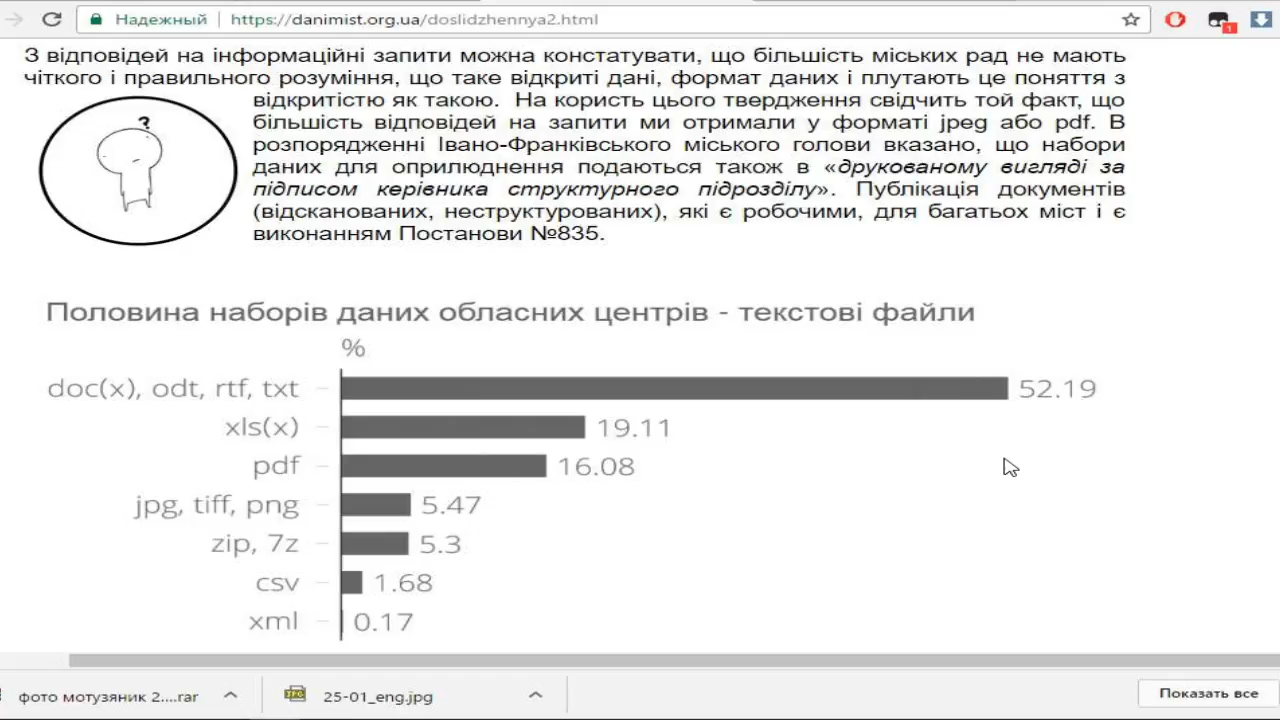 Надежный https://danimist.org.ua/doslidzhennya2.html
1
З відповідей на інформаційні запити можна констатувати, що більшість міських рад не мають
чіткого і правильного розуміння, що таке відкриті дані, формат даних і плутають це поняття з
відкритістю як такою. На користь цього твердження свідчить той факт, що
більшість відповідей на запити ми отримали у форматі jpeg або pdf. В
розпорядженні Івано-Франківського міського голови вказано, що набори
даних для оприлюднення подаються також в «друкованому вигляді за
підписом керівника структурного підрозділу». Публікація документів
(відсканованих, неструктурованих), які є робочими, для багатьох міст і є
виконанням Постанови №835.
?
Половина наборів даних обласних центрів - текстові файли
%
doc(x), odt, rtf, txt 52.19
xls(x) 19.11
pdf 16.08
jpg, tiff, png 5.47
zip, 7z 5.3
csv 1.68
xml 0.17
фото мотузяник 2....rar
JPG 25-01_eng.jpg
Показать все